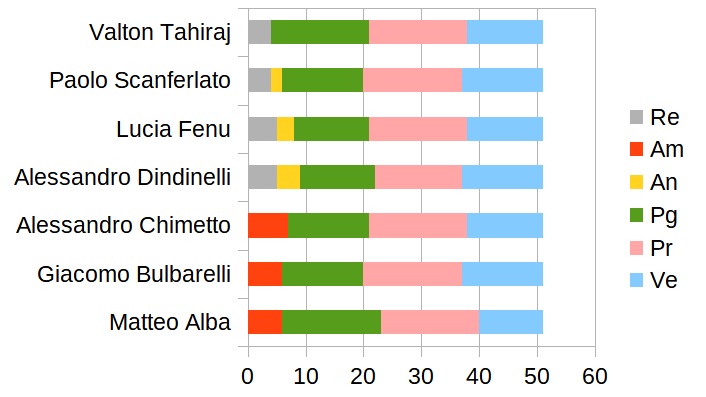 Valton Tahiraj
Paolo Scanferlato
Lucia Fenu
Alessandro Dindinelli
Alessandro Chimetto
Giacomo Bulbarelli
Matteo Alba
0 10 20 30 40 50 60
Re
Am
An
Pg
Pr
Ve